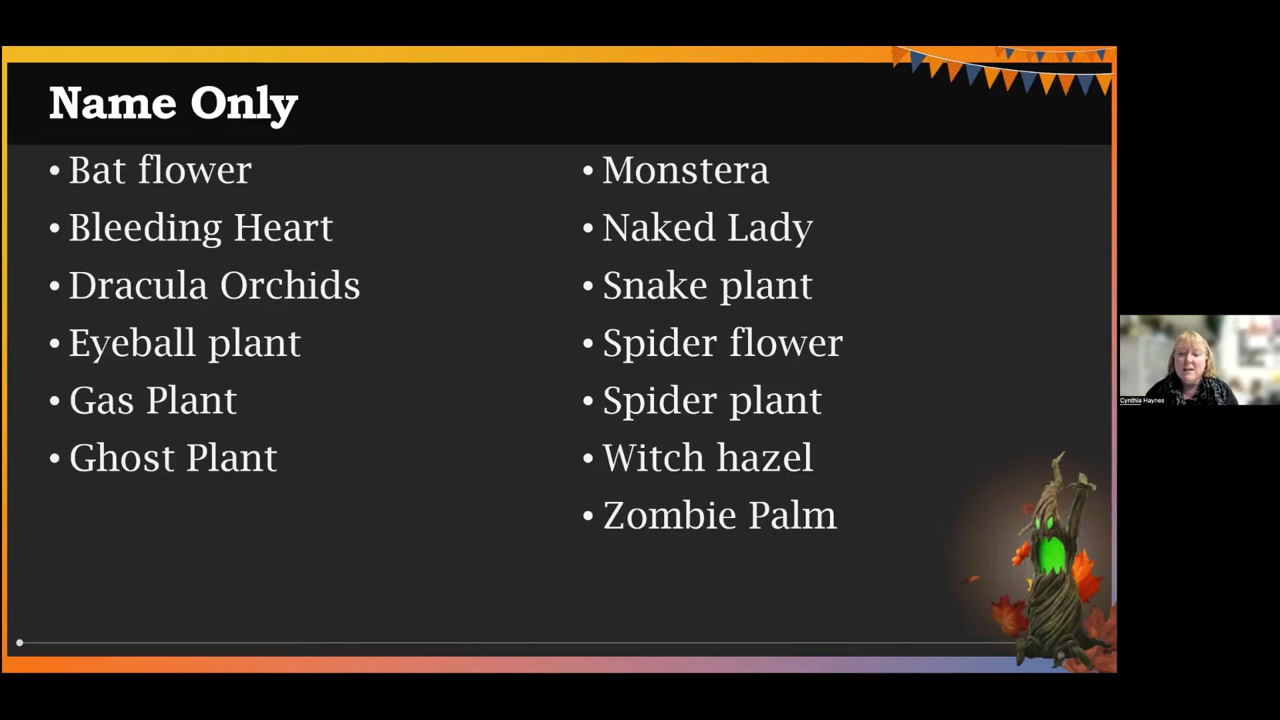 Name Only
• Bat flower
• Bleeding Heart
• Dracula Orchids
• Eyeball plant
• Gas Plant
• Ghost Plant
• Monstera
• Naked Lady
• Snake plant
• Spider flower
• Spider plant
• Witch hazel
• Zombie Palm
Cynthia Haynes